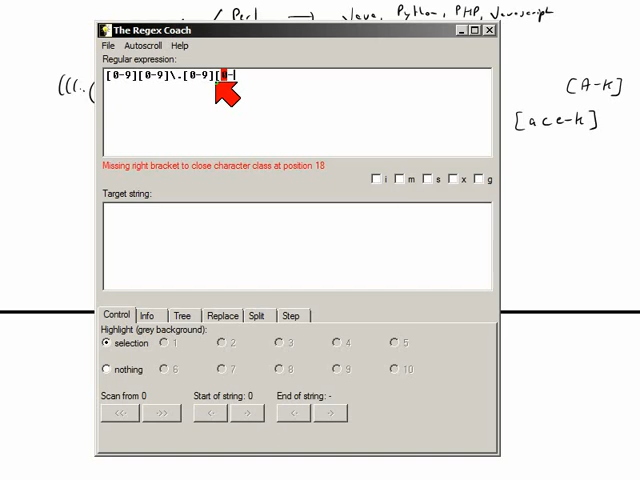 / Perl → Java, Python, PHP, Javascript
The Regex Coach
File Autoscroll Help
Regular expression:
[0-9][0-9]\.[0-9][0-
(((.. (
[A-K]
[ace-k]
Missing right bracket to close character class at position 18
i m s x g
Target string:
Control Info Tree Replace Split Step
Highlight (grey background):
selection 1 2 3 4 5
nothing 6 7 8 9 10
Scan from 0 Start of string: 0 End of string: -
<<- ->> <- -> <- ->